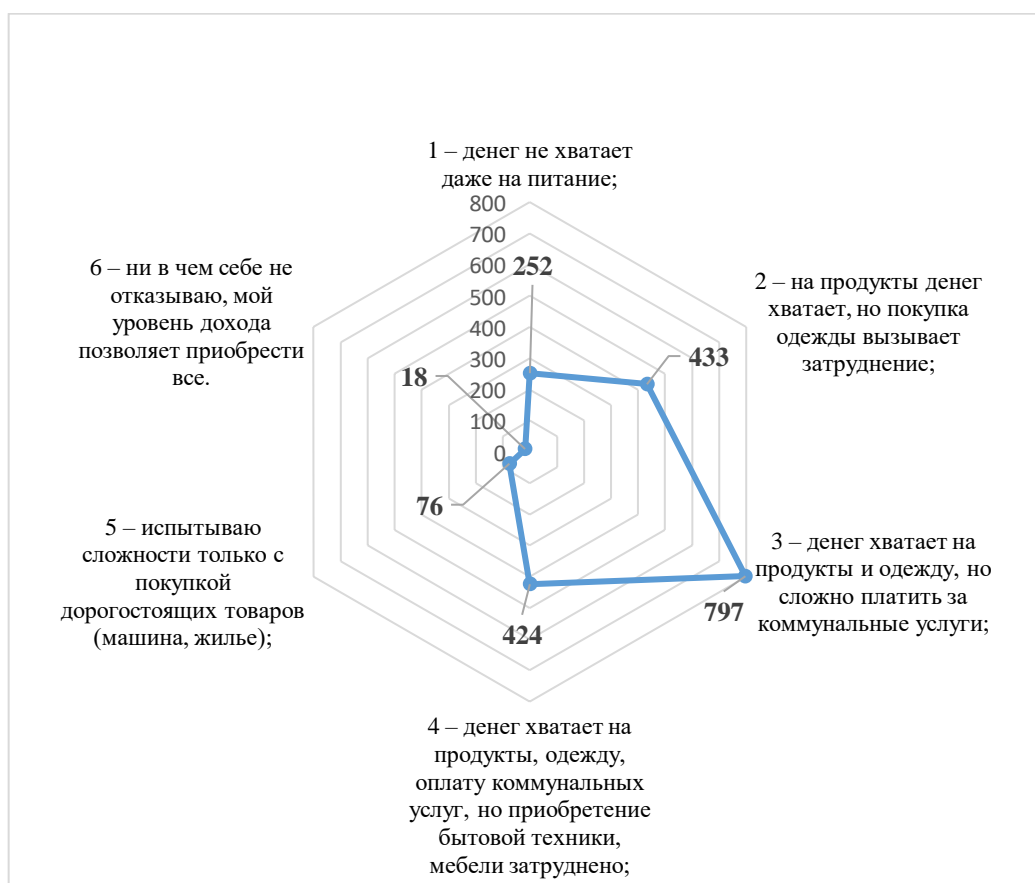 1 – денег не хватает
даже на питание;
800
700
600
500
400
300
200
100
0
252
433
797
424
76
18
2 – на продукты денег
хватает, но покупка
одежды вызывает
затруднение;
3 – денег хватает на
продукты и одежду, но
сложно платить за
коммунальные услуги;
4 – денег хватает на
продукты, одежду,
оплату коммунальных
услуг, но приобретение
бытовой техники,
мебели затруднено;
5 – испытываю
сложности только с
покупкой
дорогостоящих товаров
(машина, жилье);
6 – ни в чем себе не
отказываю, мой
уровень дохода
позволяет приобрести
все.